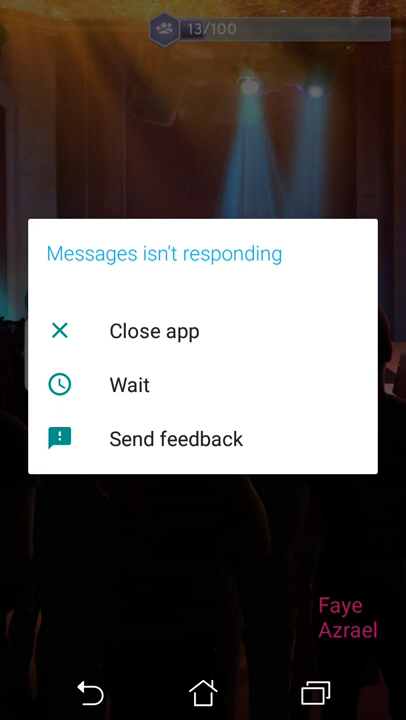 13/100
Messages isn't responding
Close app
Wait
Send feedback
Faye
Azrael